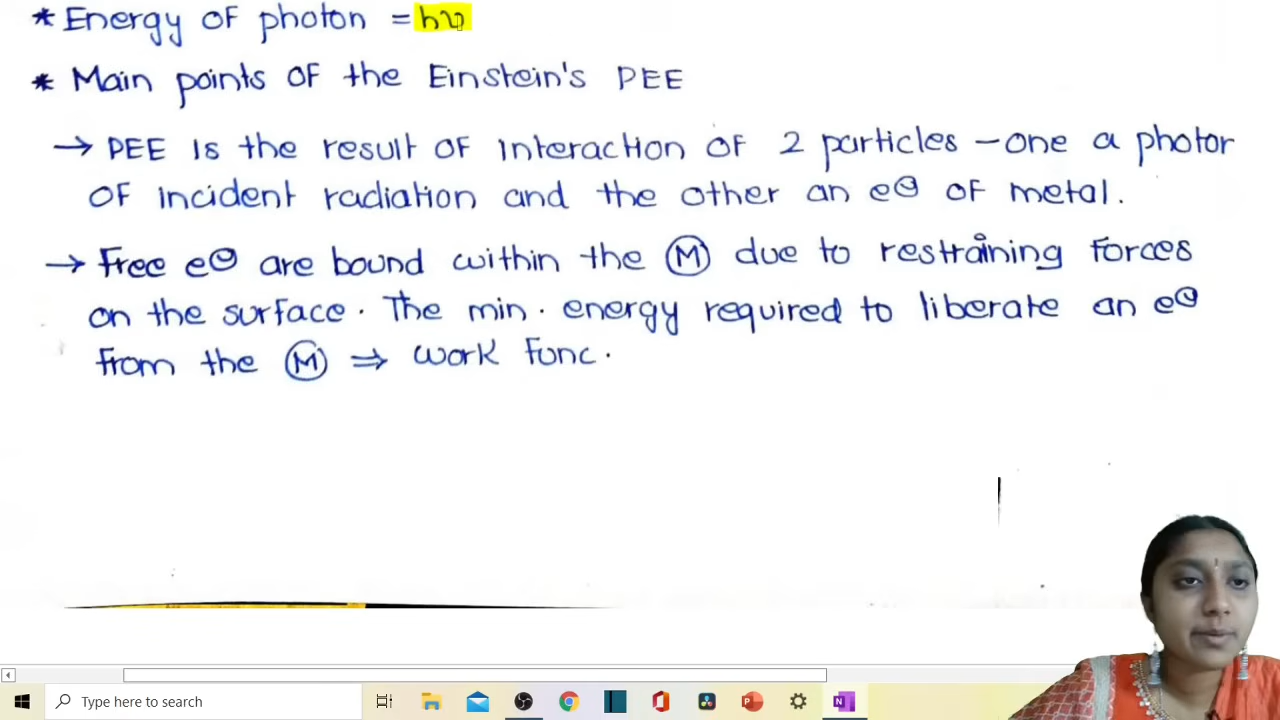 * Energy of photon = hν
* Main points of the Einstein's PEE
→ PEE is the result of interaction of 2 particles - one a photon
of incident radiation and the other an e⊖ of metal.
→ Free e⊖ are bound within the Ⓜ due to restraining forces
on the surface. The min. energy required to liberate an e⊖
from the Ⓜ ⇒ work func.
Type here to search